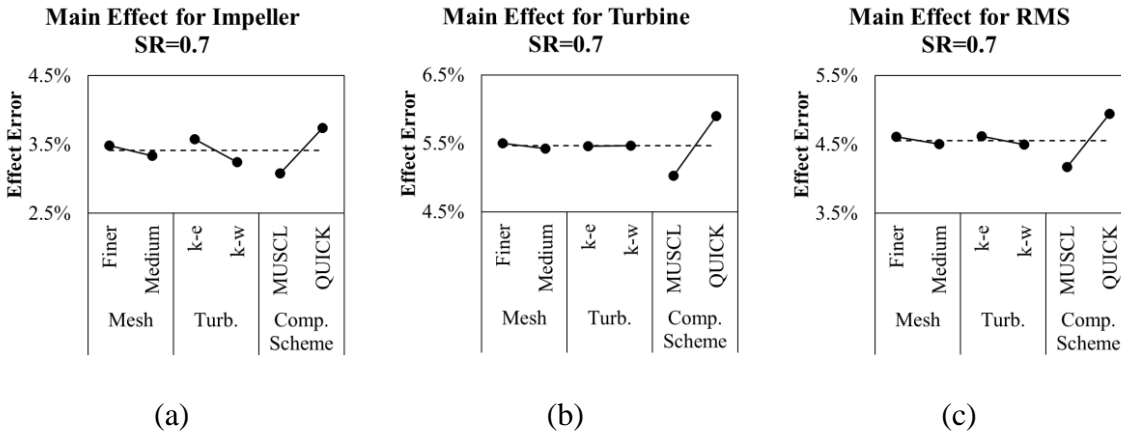 Main Effect for Impeller
SR=0.7
Effect Error
4.5%
3.5%
2.5%
Finer
Medium
k-e
k-w
MUSCL
QUICK
Mesh
Turb.
Comp.
Scheme
(a)
Main Effect for Turbine
SR=0.7
Effect Error
6.5%
5.5%
4.5%
Finer
Medium
k-e
k-w
MUSCL
QUICK
Mesh
Turb.
Comp.
Scheme
(b)
Main Effect for RMS
SR=0.7
Effect Error
5.5%
4.5%
3.5%
Finer
Medium
k-e
k-w
MUSCL
QUICK
Mesh
Turb.
Comp.
Scheme
(c)